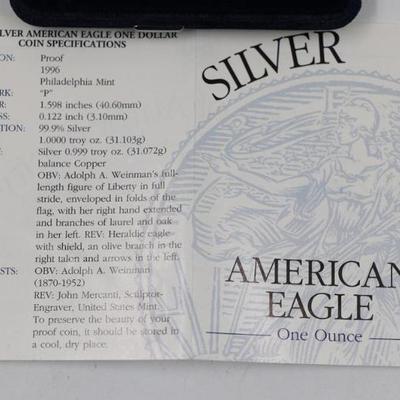 LVER AMERICAN EAGLE ONE DOLLAR
COIN SPECIFICATIONS
ON: Proof
1996
Philadelphia Mint
RK: "P"
R: 1.598 inches (40.60mm)
SS: 0.122 inch (3.10mm)
TION: 99.9% Silver
1.0000 troy oz. (31.103g)
: Silver 0.999 troy oz. (31.072g)
balance Copper
OBV: Adolph A. Weinman's full-
length figure of Liberty in full
stride, enveloped in folds of the
flag, with her right hand extended
and branches of laurel and oak
in her left. REV: Heraldic eagle
with shield, an olive branch in the
right talon and arrows in the left.
STS: OBV: Adolph A. Weinman
(1870-1952)
REV: John Mercanti, Sculptor-
Engraver, United States Mint.
To preserve the beauty of your
proof coin, it should be stored in
a cool, dry place.
SILVER
AMERICAN
EAGLE
One Ounce